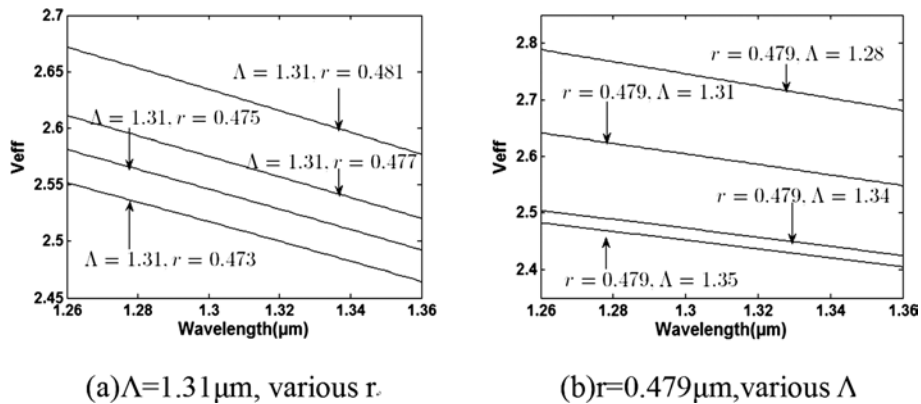 2.7
2.65
2.6
2.55
2.5
2.45
Veff
Λ = 1.31, r = 0.481
Λ = 1.31, r = 0.475
Λ = 1.31, r = 0.477
Λ = 1.31, r = 0.473
1.26 1.28 1.3 1.32 1.34 1.36
Wavelength(μm)
(a)Λ=1.31μm, various r
2.8
2.7
2.6
2.5
2.4
Veff
r = 0.479, Λ = 1.28
r = 0.479, Λ = 1.31
r = 0.479, Λ = 1.34
r = 0.479, Λ = 1.35
1.26 1.28 1.3 1.32 1.34 1.36
Wavelength(μm)
(b)r=0.479μm,various Λ